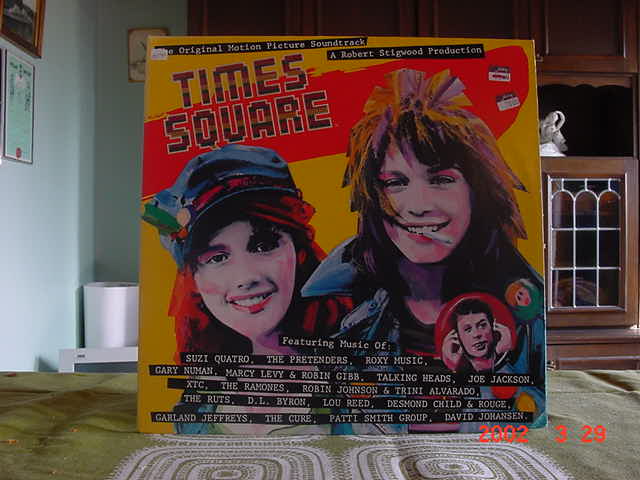 The Original Motion Picture Soundtrack
A Robert Stigwood Production
TIMES
SQUARE
Featuring Music Of:
SUZI QUATRO, THE PRETENDERS, ROXY MUSIC,
GARY NUMAN, MARCY LEVY & ROBIN GIBB, TALKING HEADS, JOE JACKSON,
XTC, THE RAMONES, ROBIN JOHNSON & TRINI ALVARADO,
THE RUTS, D.L. BYRON, LOU REED, DESMOND CHILD & ROUGE,
GARLAND JEFFREYS, THE CURE, PATTI SMITH GROUP, DAVID JOHANSEN.
2002 3 29